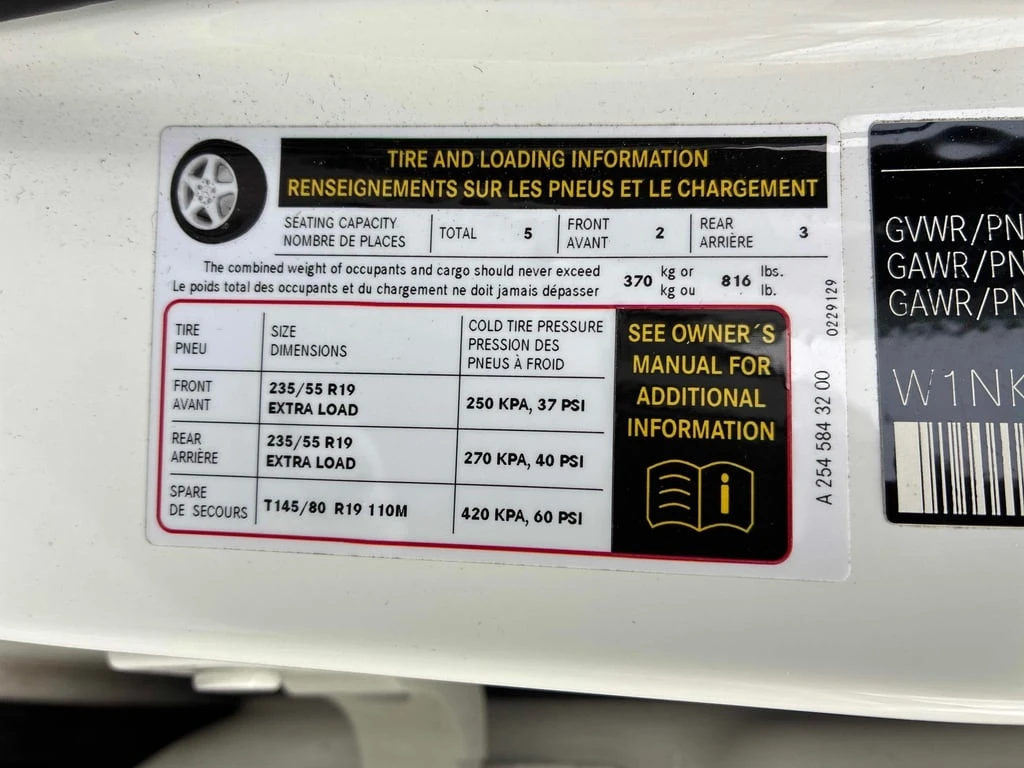 TIRE AND LOADING INFORMATION
RENSEIGNEMENTS SUR LES PNEUS ET LE CHARGEMENT
SEATING CAPACITY
NOMBRE DE PLACES
TOTAL 5
FRONT
AVANT
2
REAR
ARRIÈRE
3
The combined weight of occupants and cargo should never exceed
Le poids total des occupants et du chargement ne doit jamais dépasser
370 kg or
kg ou
816 lbs.
lb.
TIRE
PNEU
SIZE
DIMENSIONS
COLD TIRE PRESSURE
PRESSION DES
PNEUS À FROID
FRONT
AVANT
235/55 R19
EXTRA LOAD
250 KPA, 37 PSI
REAR
ARRIÈRE
235/55 R19
EXTRA LOAD
270 KPA, 40 PSI
SPARE
DE SECOURS
T145/80 R19 110M
420 KPA, 60 PSI
SEE OWNER´S
MANUAL FOR
ADDITIONAL
INFORMATION
i
A 254 584 32 00
0229129
GVWR/PN
GAWR/PN
GAWR/PN
W1NK